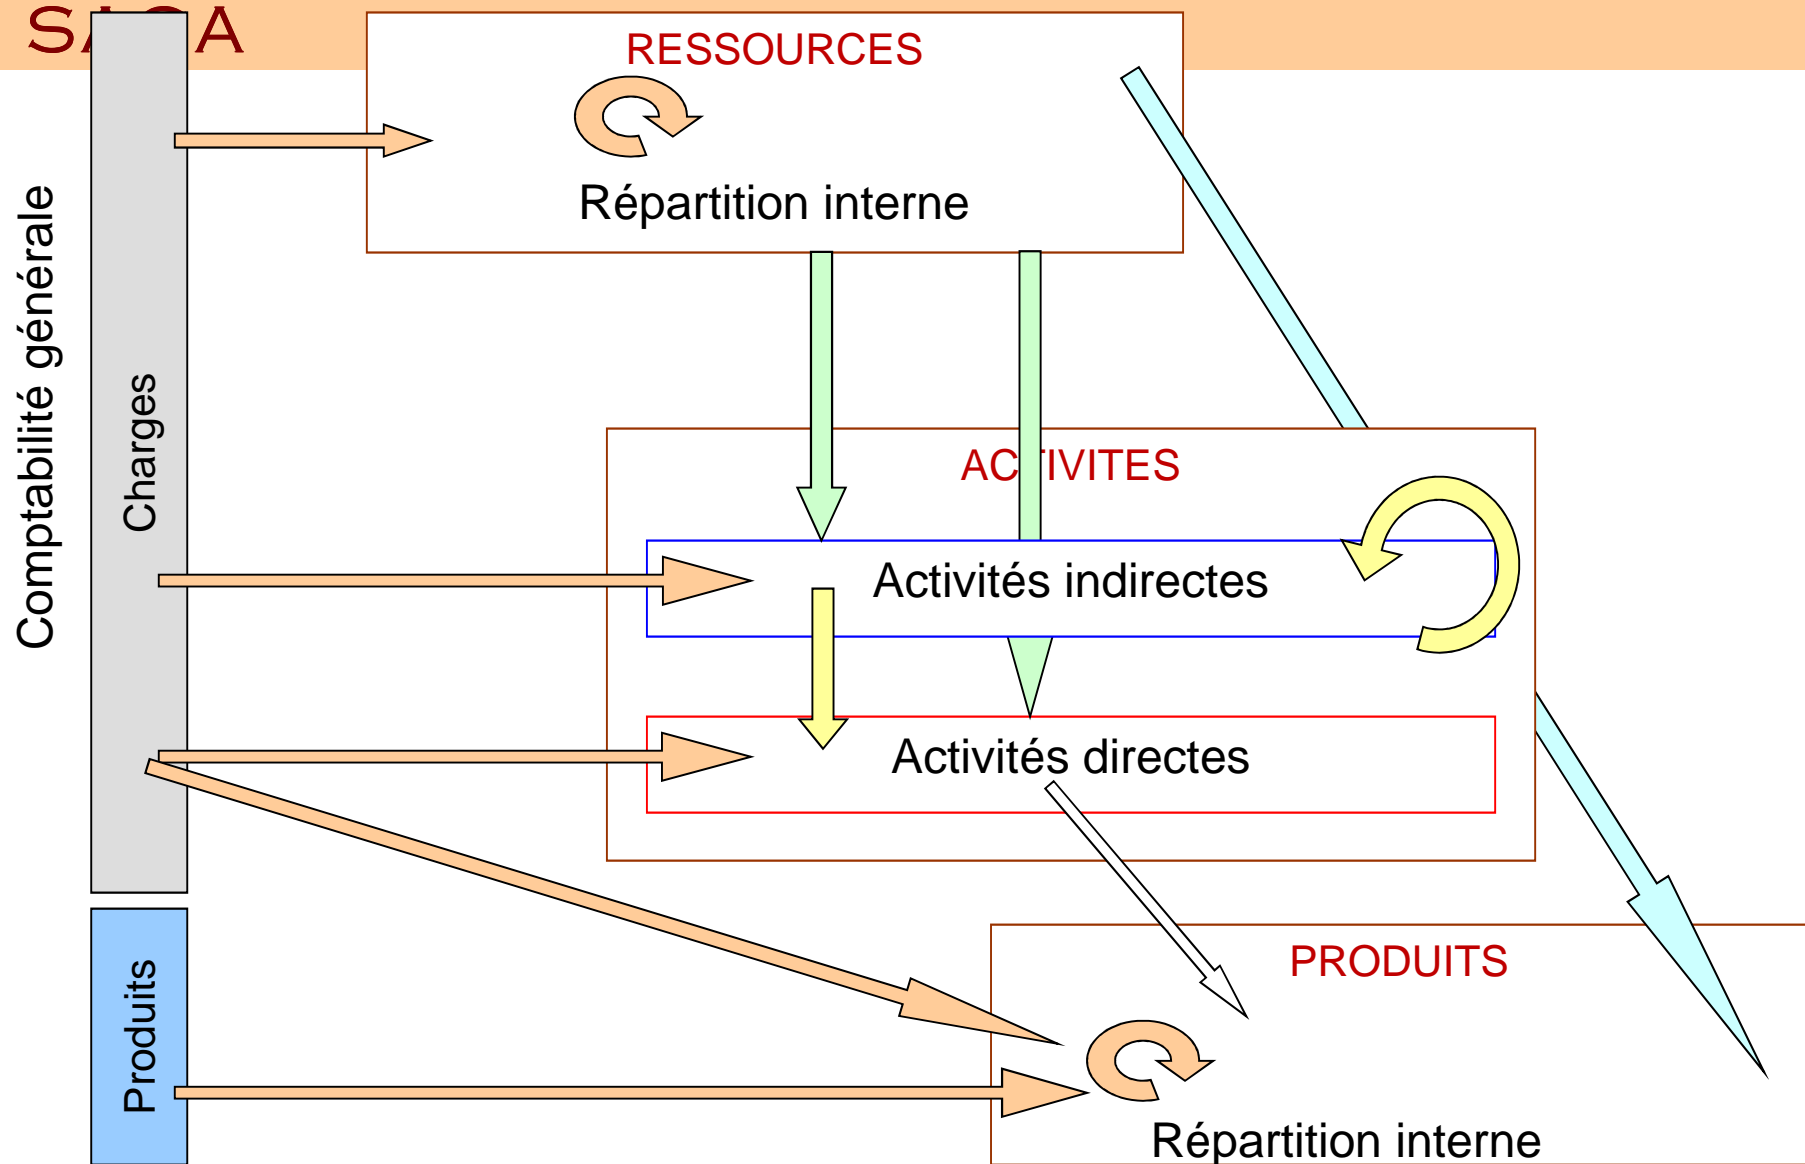 RESSOURCES
Répartition interne
Comptabilité générale
Charges
ACTIVITES
Activités indirectes
Activités directes
PRODUITS
Produits
Répartition interne